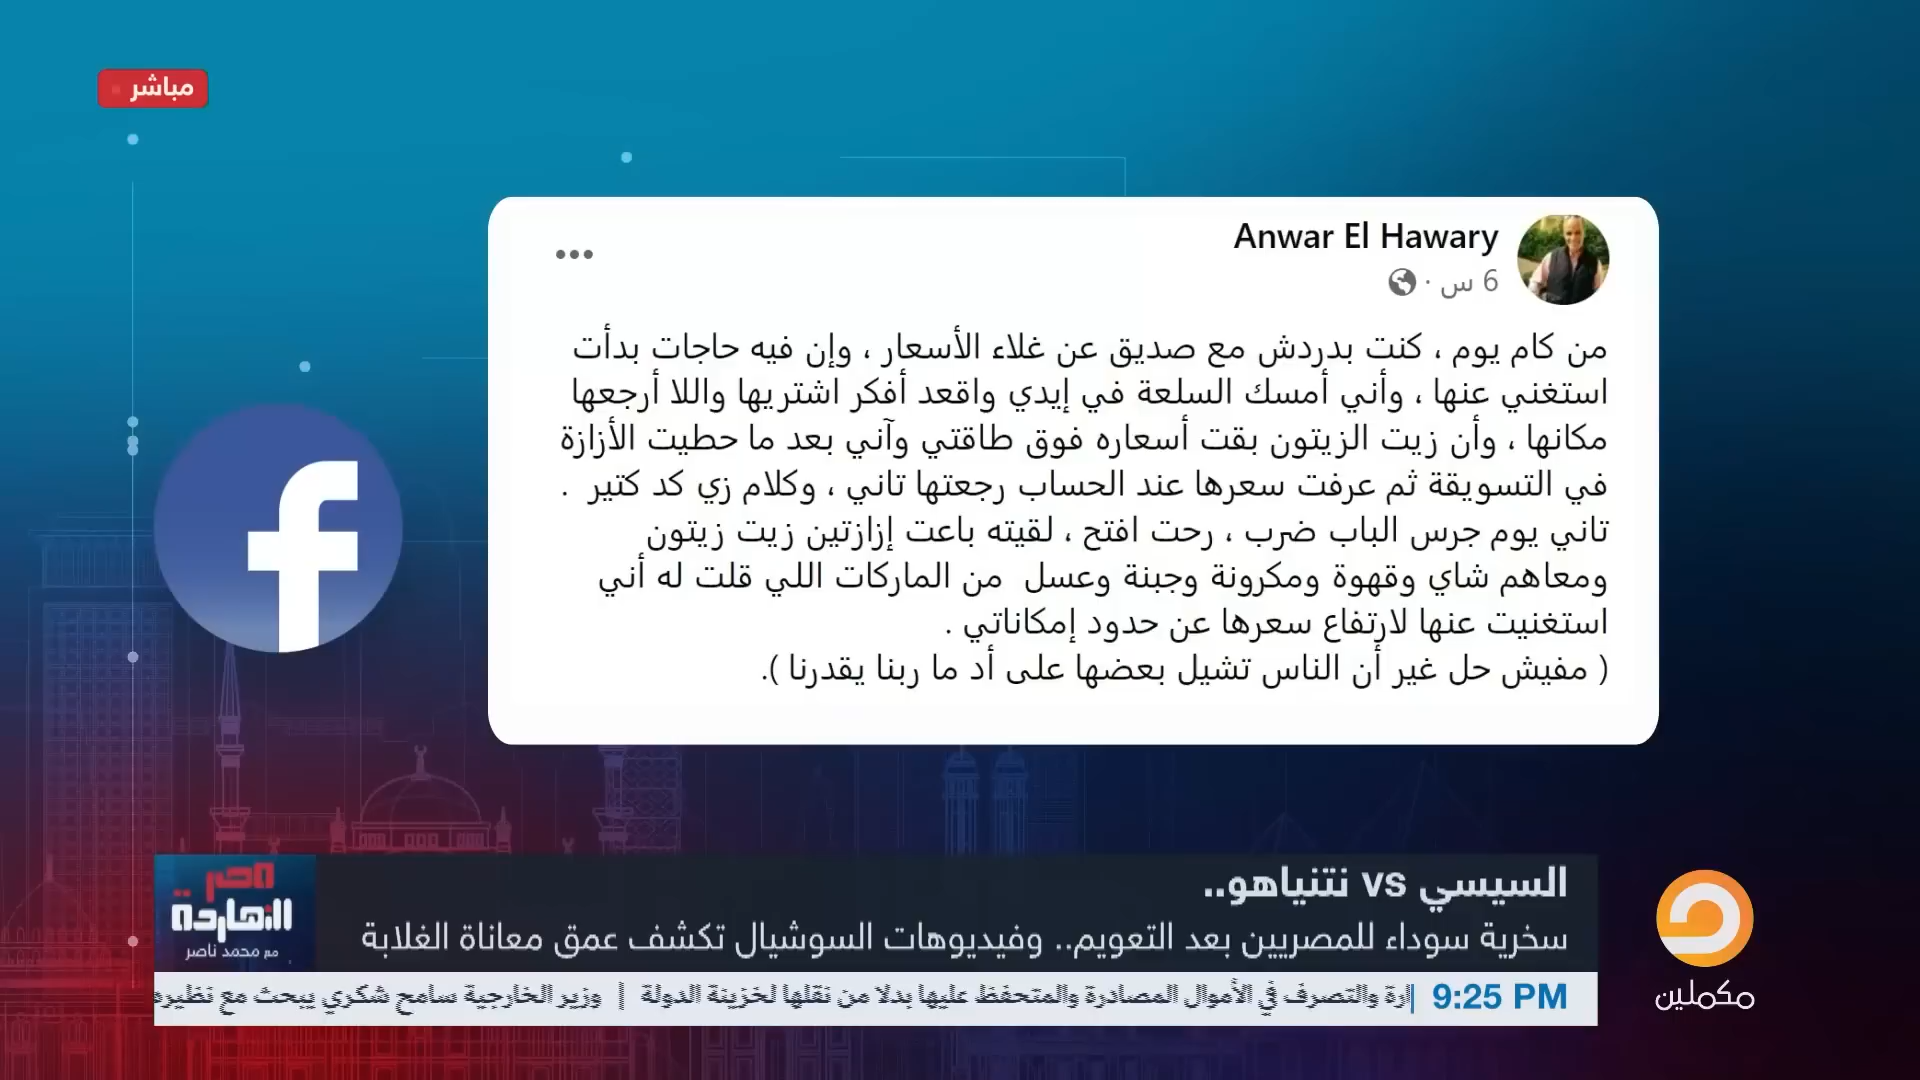 مباشر
Anwar El Hawary
6 س ·
من كام يوم ، كنت بدردش مع صديق عن غلاء الأسعار ، وإن فيه حاجات بدأت
استغني عنها ، وأني أمسك السلعة في إيدي واقعد أفكر اشتريها واللا أرجعها
مكانها ، وأن زيت الزيتون بقت أسعاره فوق طاقتي وآني بعد ما حطيت الأزازة
في التسويقة ثم عرفت سعرها عند الحساب رجعتها تاني ، وكلام زي كد كتير .
تاني يوم جرس الباب ضرب ، رحت افتح ، لقيته باعت إزازتين زيت زيتون
ومعاهم شاي وقهوة ومكرونة وجبنة وعسل من الماركات اللي قلت له أني
استغنيت عنها لارتفاع سعرها عن حدود إمكاناتي .
( مفيش حل غير أن الناس تشيل بعضها على أد ما ربنا يقدرنا ).
السيسي vs نتنياهو..
سخرية سوداء للمصريين بعد التعويم.. وفيديوهات السوشيال تكشف عمق معاناة الغلابة
مصر النهاردة
مع محمد ناصر
9:25 PM
ارة والتصرف في الأموال المصادرة والمتحفظ عليها بدلا من نقلها لخزينة الدولة | وزير الخارجية سامح شكري يبحث مع نظيره
مكملين